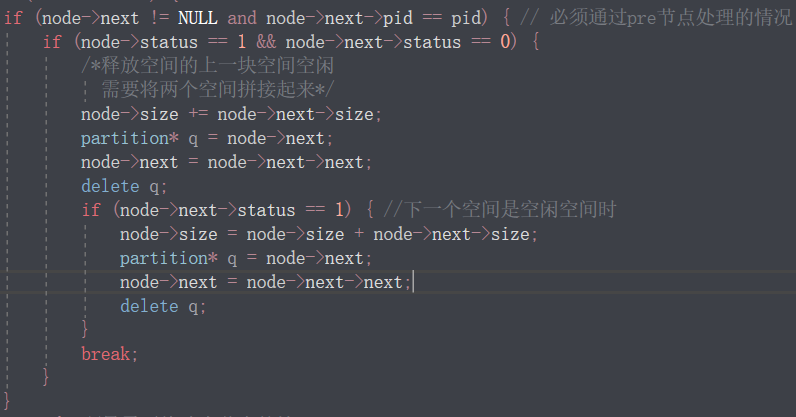 if (node->next != NULL and node->next->pid == pid) { // 必须通过pre节点处理的情况
if (node->status == 1 && node->next->status == 0) {
/*释放空间的上一块空间空闲
需要将两个空间拼接起来*/
node->size += node->next->size;
partition* q = node->next;
node->next = node->next->next;
delete q;
if (node->next->status == 1) { //下一个空间是空闲空间时
node->size = node->size + node->next->size;
partition* q = node->next;
node->next = node->next->next;
delete q;
}
break;
}
}